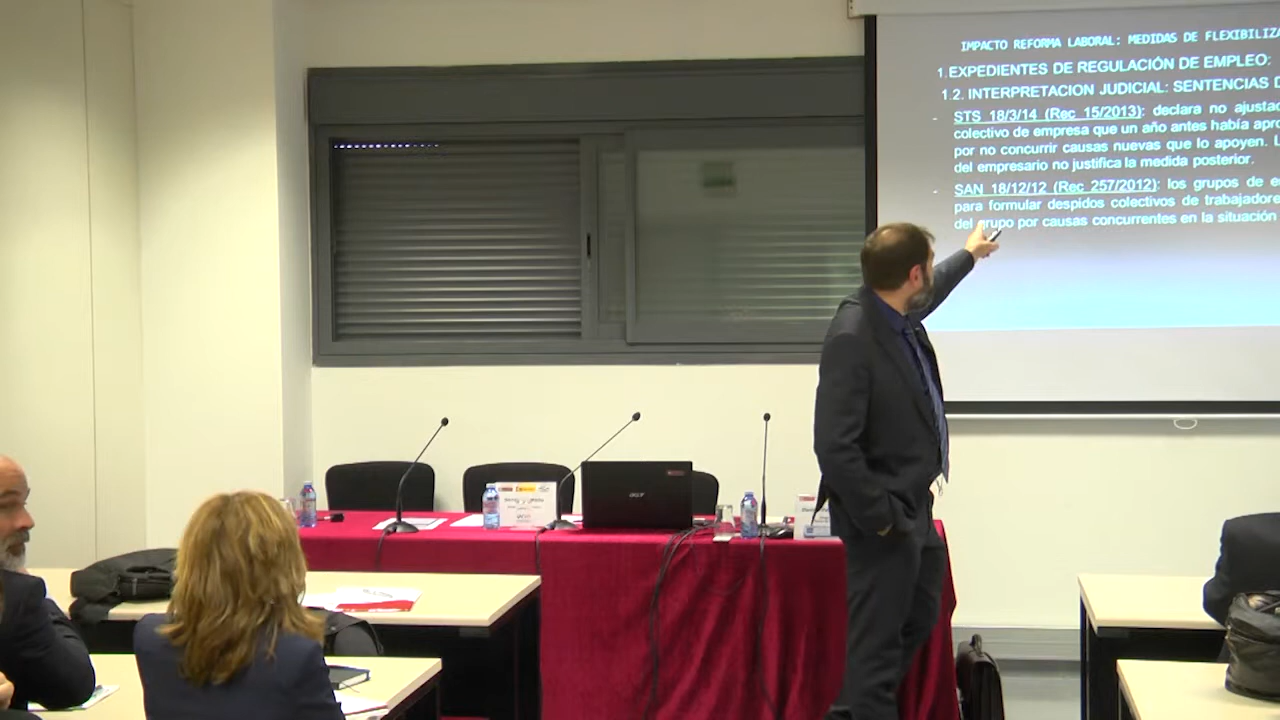 IMPACTO REFORMA LABORAL: MEDIDAS DE FLEXIBILIZA
1. EXPEDIENTES DE REGULACIÓN DE EMPLEO;
1.2. INTERPRETACION JUDICIAL: SENTENCIAS D
- STS 18/3/14 (Rec 15/2013): declara no ajustad
colectivo de empresa que un año antes había apro
por no concurrir causas nuevas que lo apoyen. L
del empresario no justifica la medida posterior.
- SAN 18/12/12 (Rec 257/2012): los grupos de e
para formular despidos colectivos de trabajadore
del grupo por causas concurrentes en la situación
acer